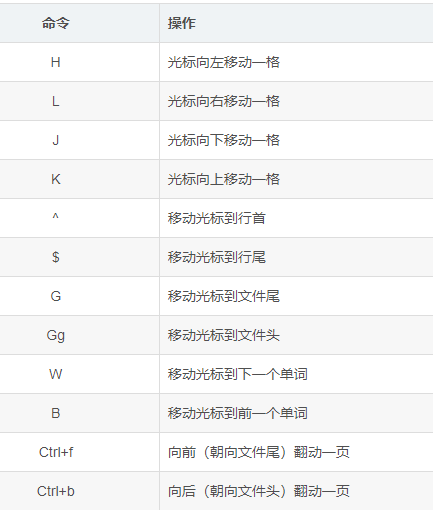 命令 操作
H 光标向左移动一格
L 光标向右移动一格
J 光标向下移动一格
K 光标向上移动一格
^ 移动光标到行首
$ 移动光标到行尾
G 移动光标到文件尾
Gg 移动光标到文件头
W 移动光标到下一个单词
B 移动光标到前一个单词
Ctrl+f 向前（朝向文件尾）翻动一页
Ctrl+b 向后（朝向文件头）翻动一页